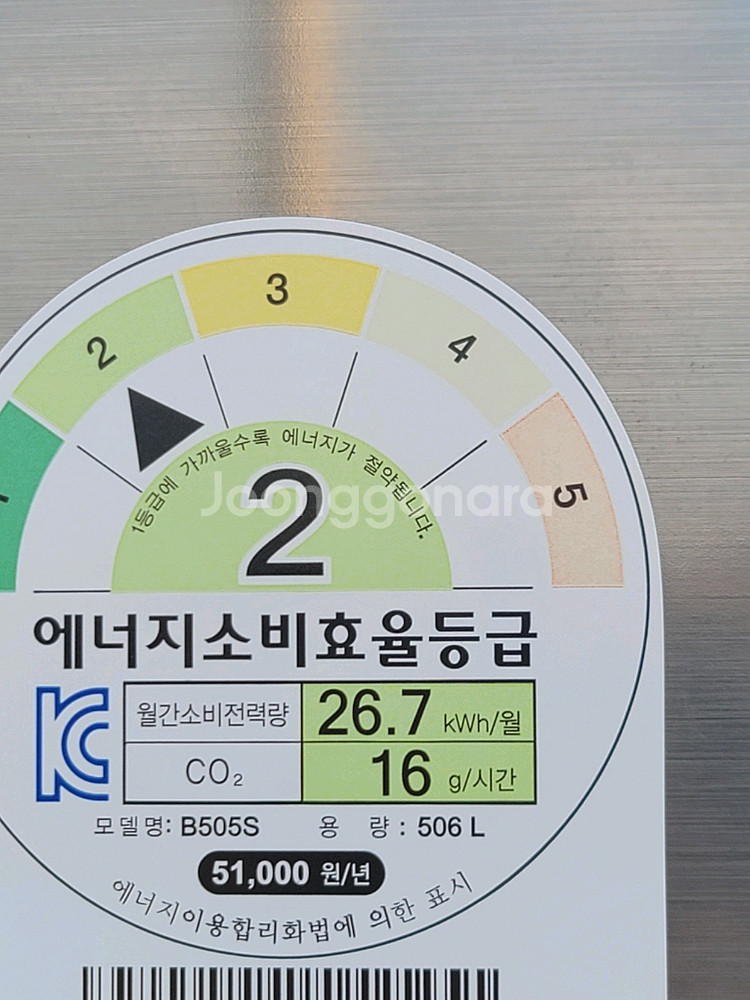 1
2
3
4
5
1등급에 가까울수록 에너지가 절약됩니다.
2
Joonggonara
에너지소비효율등급
월간소비전력량 26.7 kWh/월
CO₂ 16 g/시간
모델명: B505S 용 량 : 506 L
51,000 원/년
에너지이용합리화법에 의한 표시